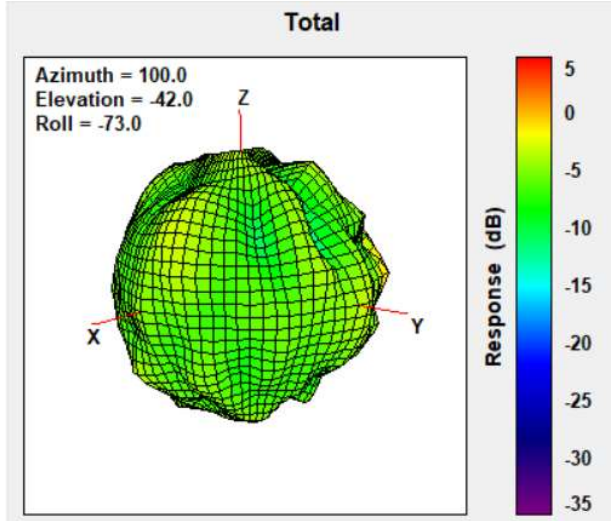 Total
Azimuth = 100.0
Elevation = -42.0
Roll = -73.0
Z
X
Y
Response (dB)
5
0
-5
-10
-15
-20
-25
-30
-35